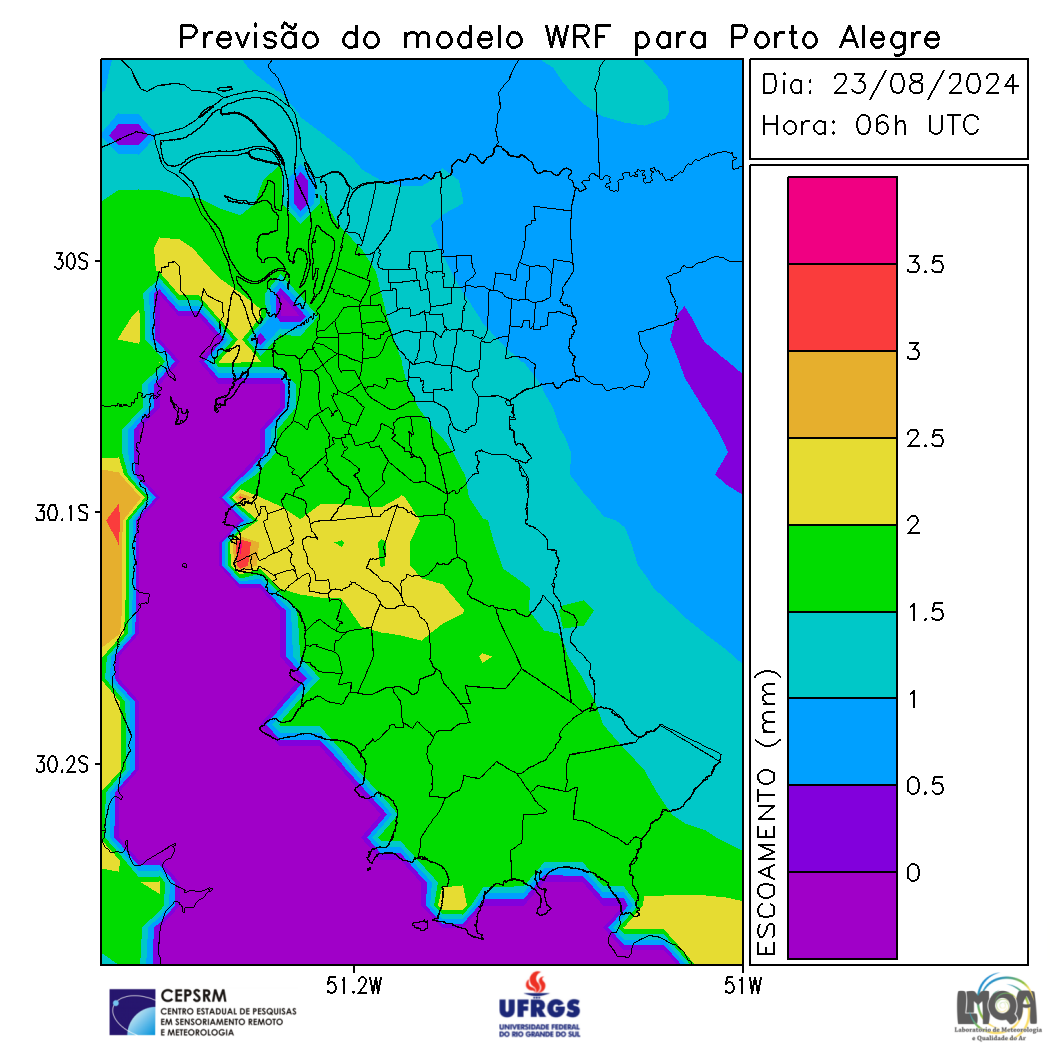 Previsão do modelo WRF para Porto Alegre
Dia: 23/08/2024
Hora: 06h UTC
30S
30.1S
30.2S
51.2W
51W
ESCOAMENTO (mm)
3.5
3
2.5
2
1.5
1
0.5
0
CEPSRM
CENTRO ESTADUAL DE PESQUISAS
EM SENSORIAMENTO REMOTO
E METEOROLOGIA
UFRGS
UNIVERSIDADE FEDERAL
DO RIO GRANDE DO SUL
LMQA
Laboratório de Meteorologia
e Qualidade do Ar